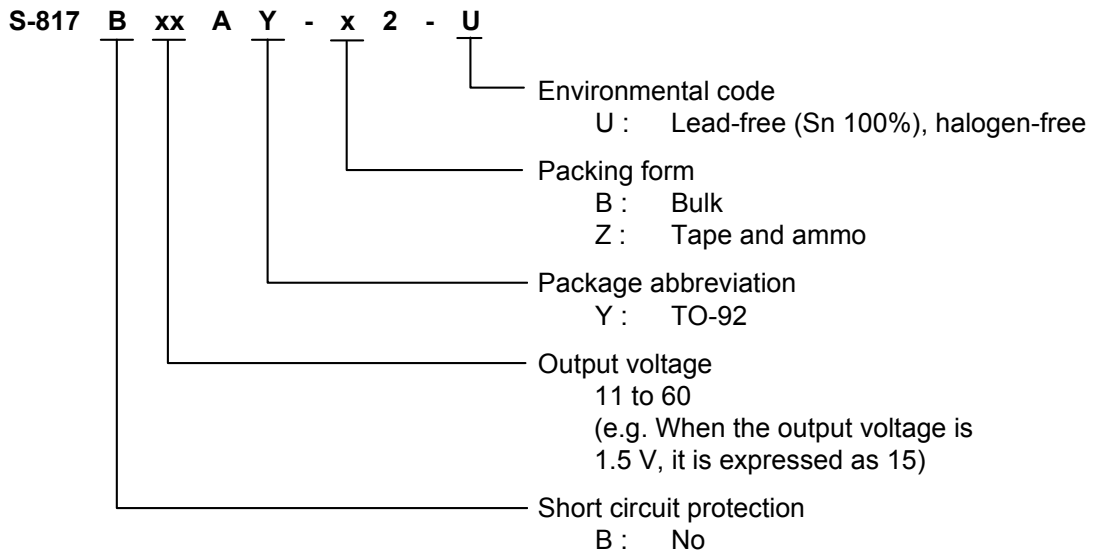 S-817 B xx A Y - x 2 - U
Environmental code
U : Lead-free (Sn 100%), halogen-free
Packing form
B : Bulk
Z : Tape and ammo
Package abbreviation
Y : TO-92
Output voltage
11 to 60
(e.g. When the output voltage is
1.5 V, it is expressed as 15)
Short circuit protection
B : No